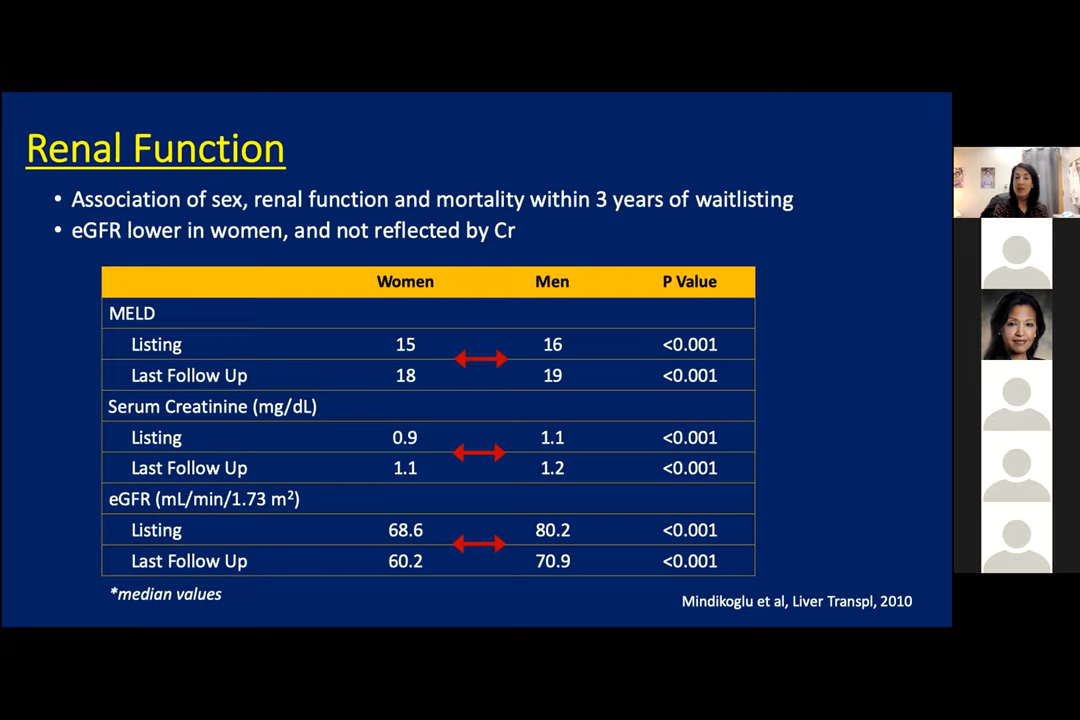 Renal Function
• Association of sex, renal function and mortality within 3 years of waitlisting
• eGFR lower in women, and not reflected by Cr
Women Men P Value
MELD
Listing 15 16 <0.001
Last Follow Up 18 19 <0.001
Serum Creatinine (mg/dL)
Listing 0.9 1.1 <0.001
Last Follow Up 1.1 1.2 <0.001
eGFR (mL/min/1.73 m²)
Listing 68.6 80.2 <0.001
Last Follow Up 60.2 70.9 <0.001
*median values
Mindikoglu et al, Liver Transpl, 2010